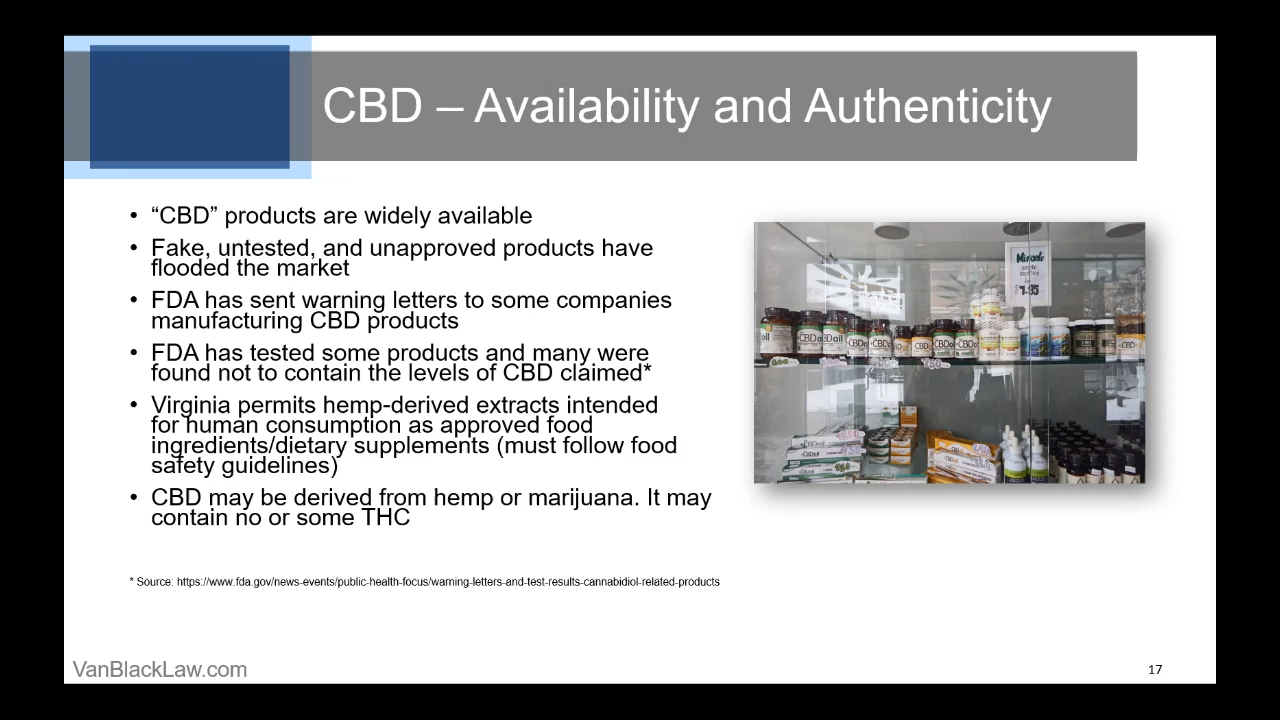 CBD – Availability and Authenticity
• “CBD” products are widely available
• Fake, untested, and unapproved products have
flooded the market
• FDA has sent warning letters to some companies
manufacturing CBD products
• FDA has tested some products and many were
found not to contain the levels of CBD claimed*
• Virginia permits hemp-derived extracts intended
for human consumption as approved food
ingredients/dietary supplements (must follow food
safety guidelines)
• CBD may be derived from hemp or marijuana. It may
contain no or some THC
Miracle
7.95
CBDoil
CBD
* Source: https://www.fda.gov/news-events/public-health-focus/warning-letters-and-test-results-cannabidiol-related-products
VanBlackLaw.com
17